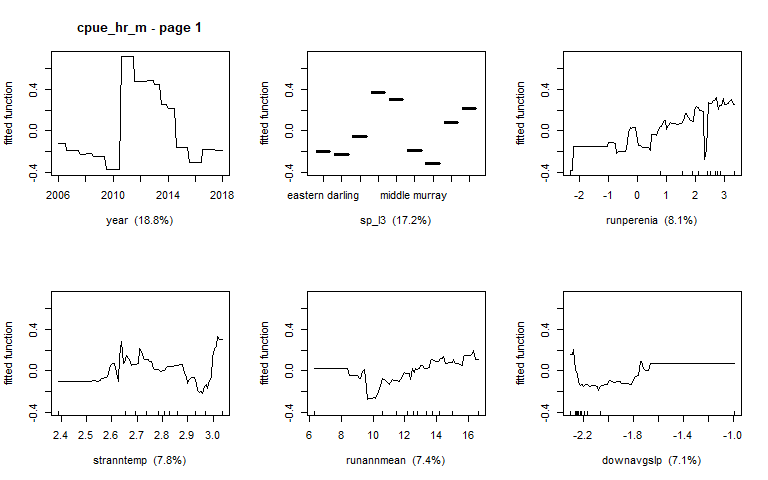 cpue_hr_m - page 1
fitted function
0.4
0.0
-0.4
2006 2010 2014 2018
year (18.8%)
fitted function
0.4
0.0
-0.4
eastern darling middle murray
sp_l3 (17.2%)
fitted function
0.4
0.0
-0.4
-2 -1 0 1 2 3
runperenia (8.1%)
fitted function
0.4
0.0
-0.4
2.4 2.5 2.6 2.7 2.8 2.9 3.0
stranntemp (7.8%)
fitted function
0.4
0.0
-0.4
6 8 10 12 14 16
runannmean (7.4%)
fitted function
0.4
0.0
-0.4
-2.2 -1.8 -1.4 -1.0
downavgslp (7.1%)